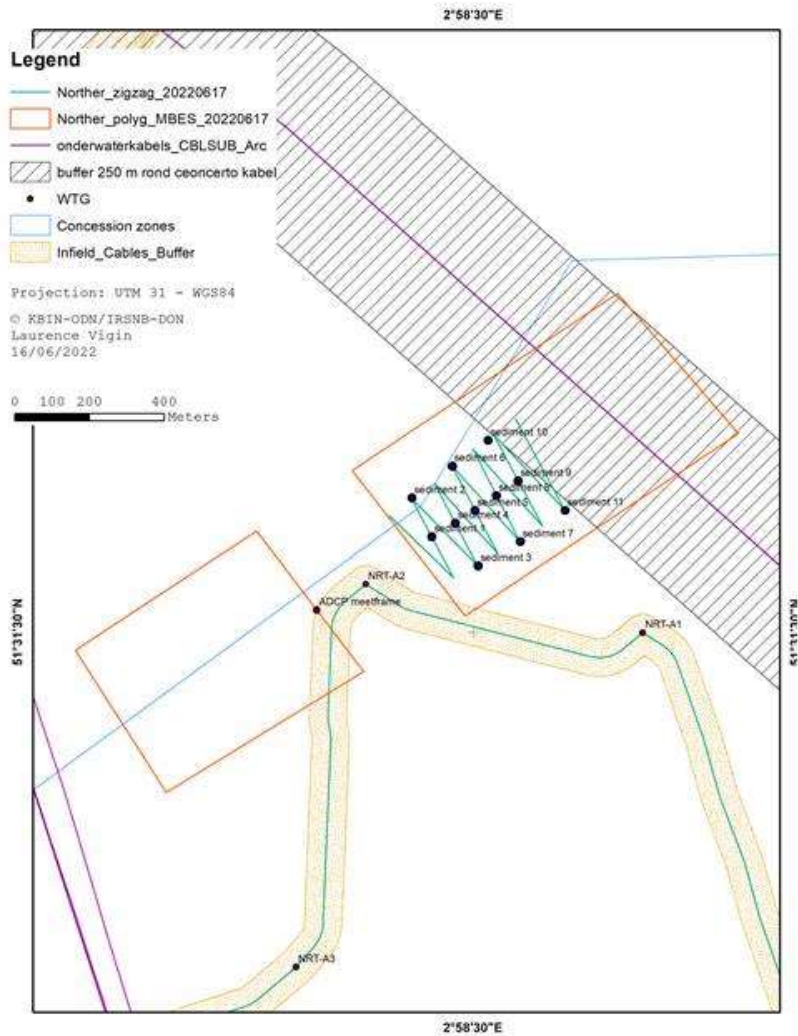 2°58'30"E
Legend
Norther_zigzag_20220617
Norther_polyg_MBES_20220617
onderwaterkabels_CBLSUB_Arc
buffer 250 m rond ceoncerto kabel
WTG
Concession zones
Infield_Cables_Buffer
Projection: UTM 31 - WGS84
© KBIN-ODN/IRSNB-DON
Laurence Vigin
16/06/2022
0 100 200 400
Meters
sediment 10
sediment 6
sediment 9
sediment 8
sediment 2
sediment 5
sediment 11
sediment 4
sediment 1
sediment 7
sediment 3
NRT-A2
ADCP meetframe
NRT-A1
51°31'30"N
NRT-A3
2°58'30"E